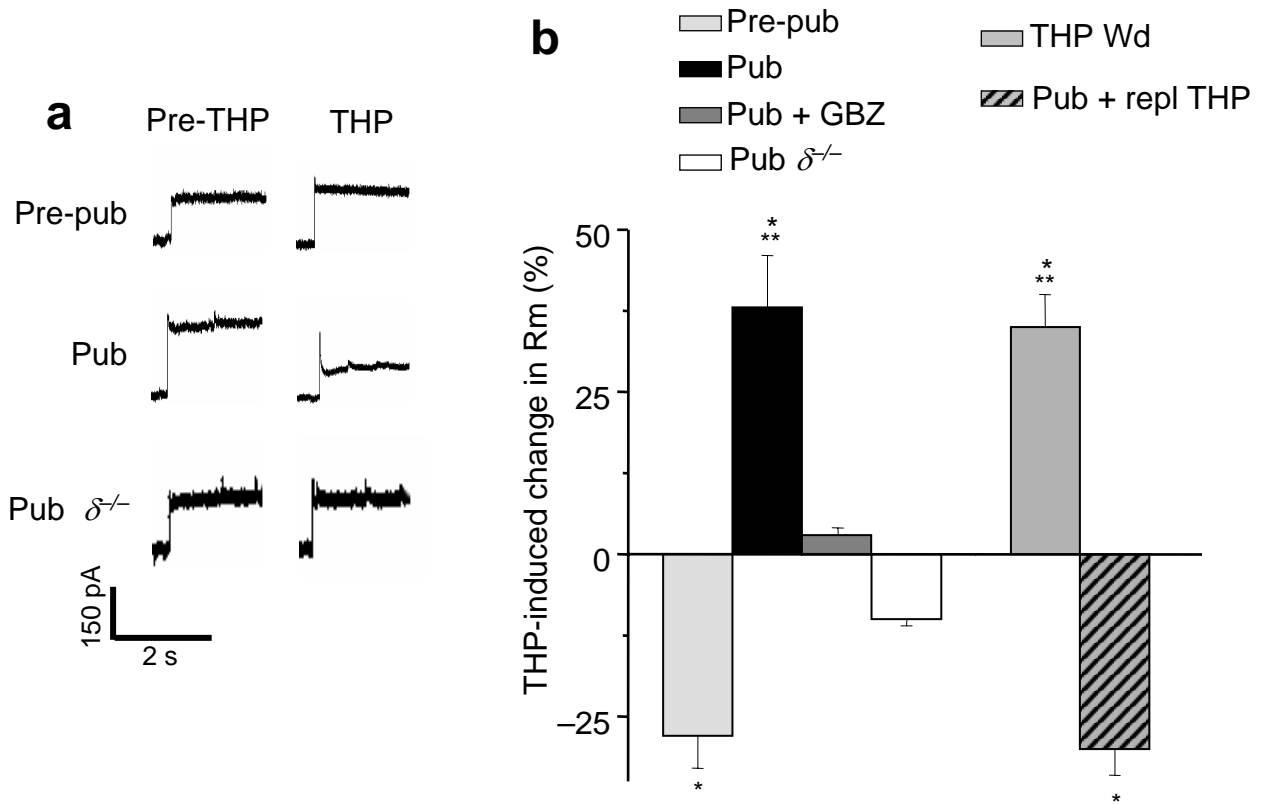 a
Pre-THP THP
Pre-pub
Pub
Pub δ–/–
150 pA
2 s
b
Pre-pub
Pub
Pub + GBZ
Pub δ–/–
THP Wd
Pub + repl THP
THP-induced change in Rm (%)
50
25
0
–25
*
**
*
**
*
*